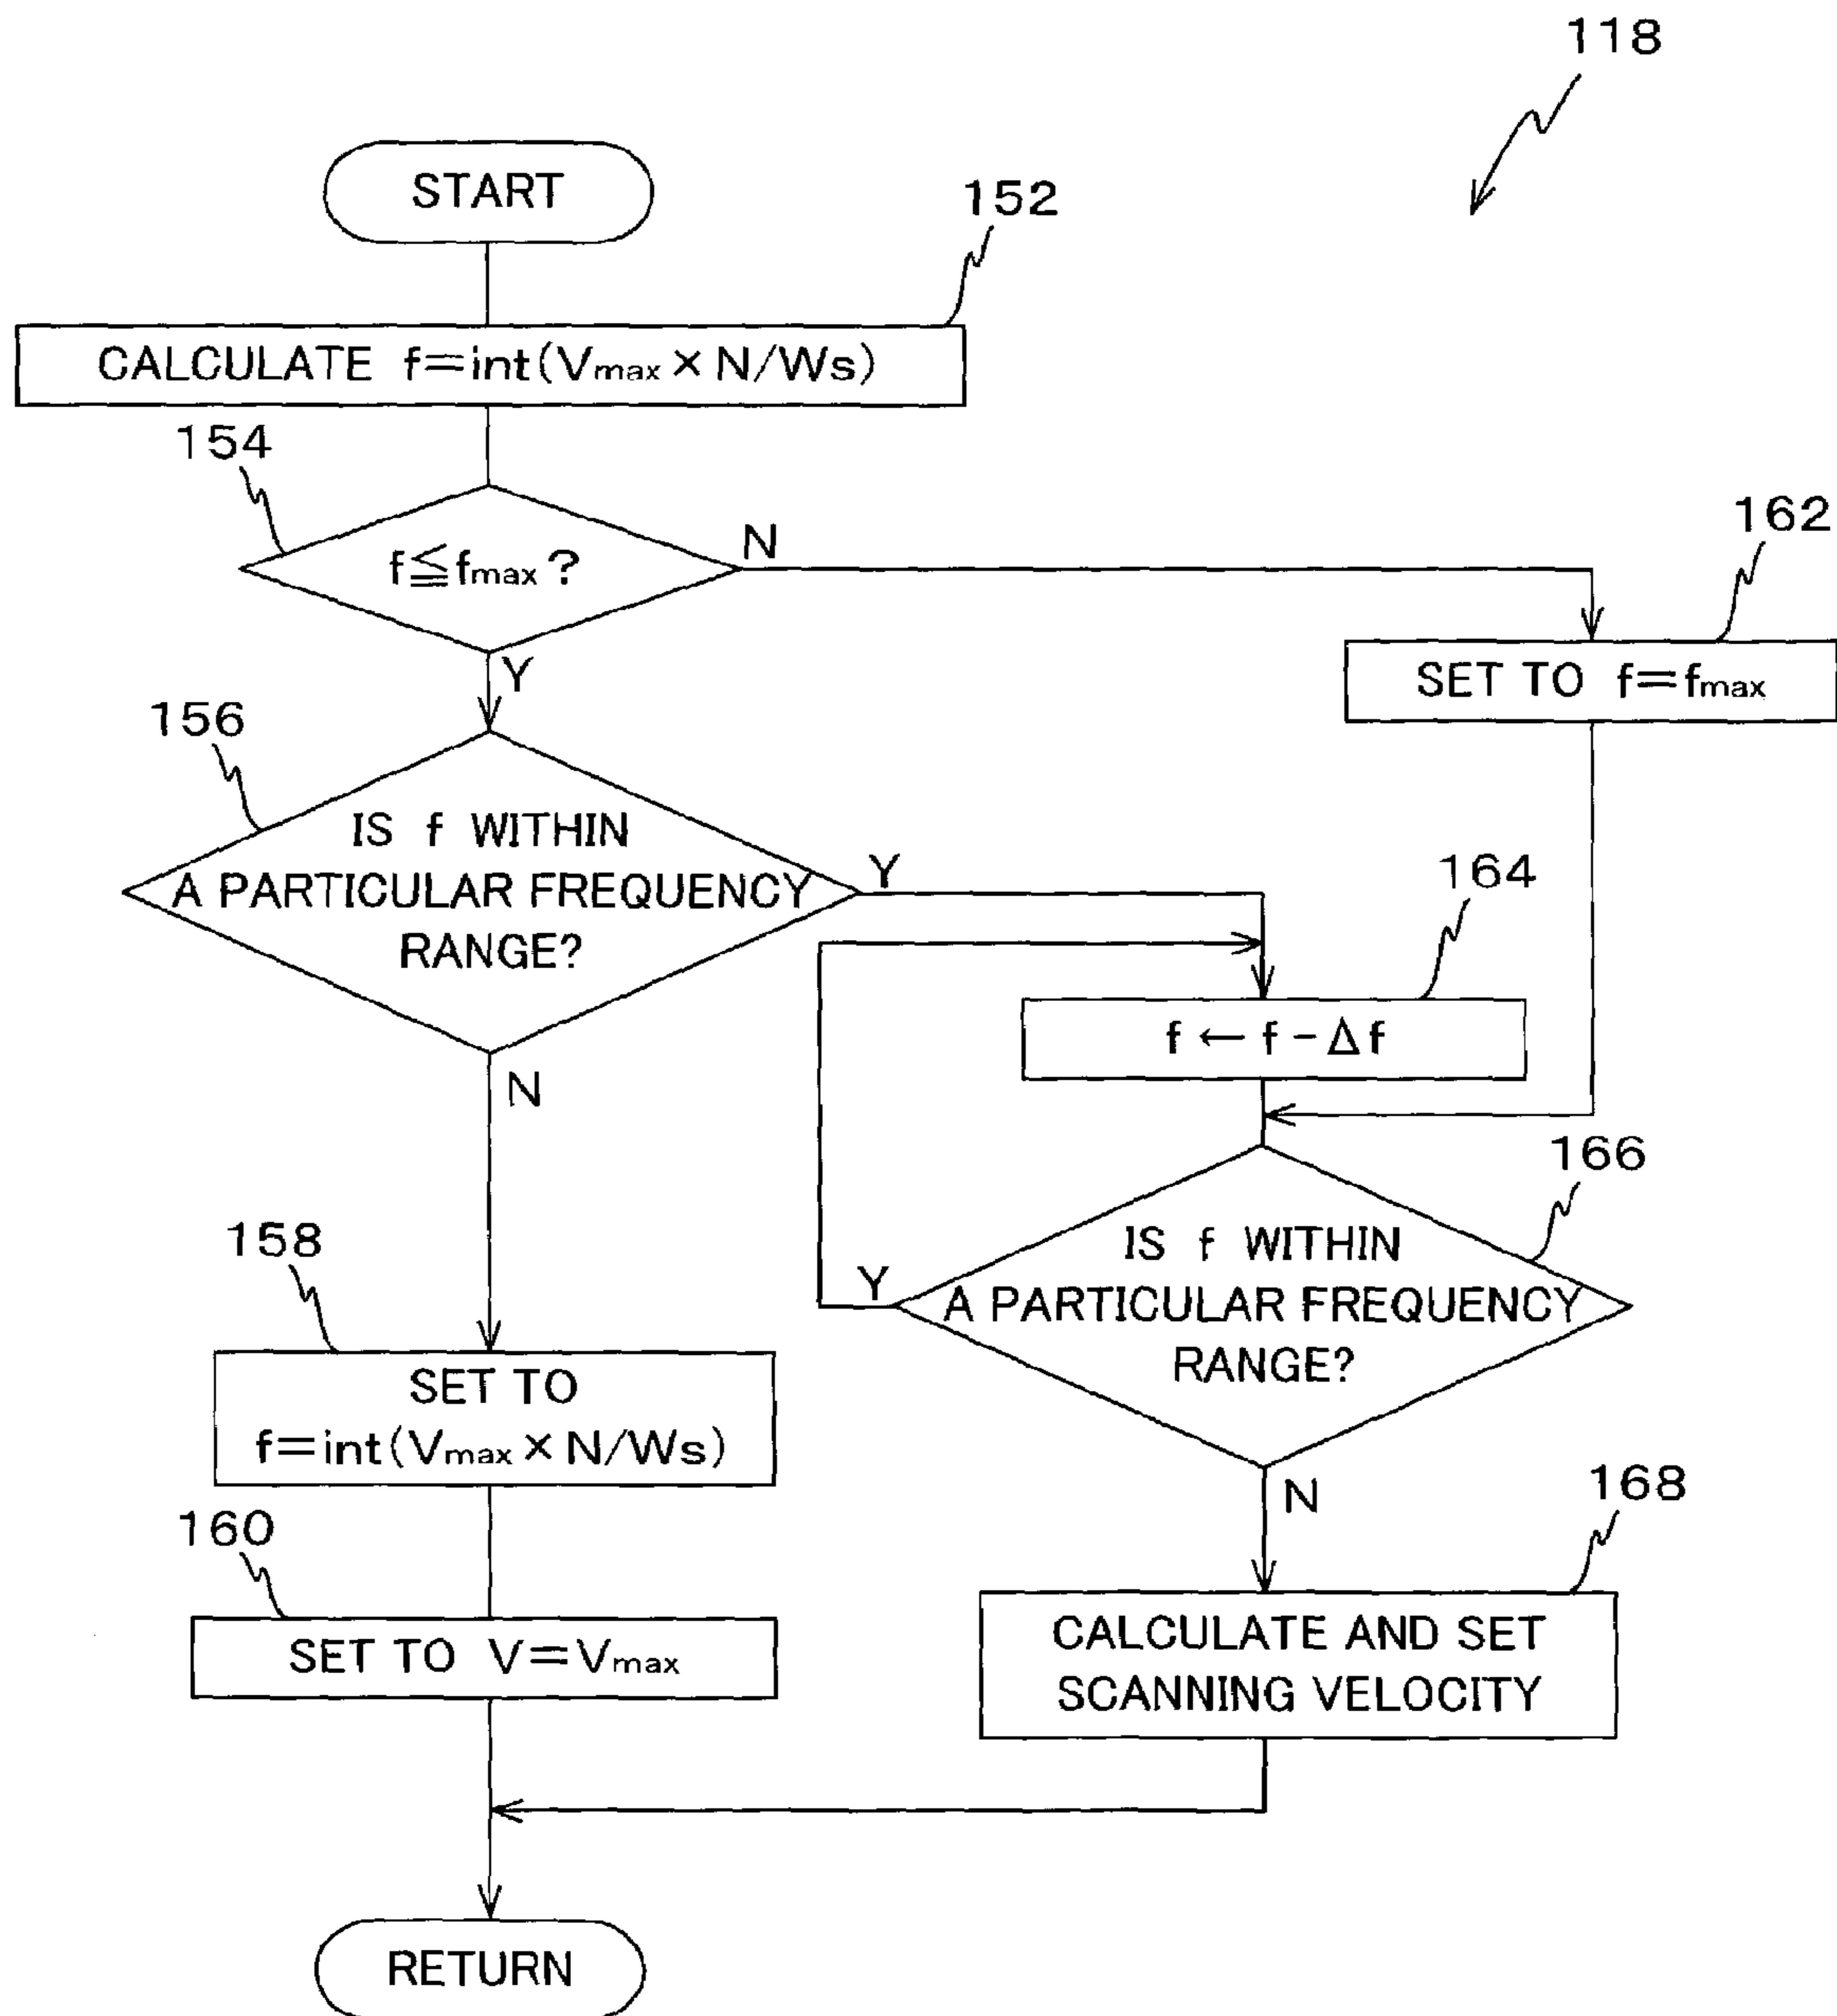 118
START
152
CALCULATE f=int(Vmax×N/Ws)
154
f≦fmax?
N
162
Y
SET TO f=fmax
156
IS f WITHIN
A PARTICULAR FREQUENCY
RANGE?
Y
164
f ← f - Δf
N
166
IS f WITHIN
A PARTICULAR FREQUENCY
RANGE?
Y
158
SET TO
f=int(Vmax×N/Ws)
N
168
160
SET TO V=Vmax
CALCULATE AND SET
SCANNING VELOCITY
RETURN